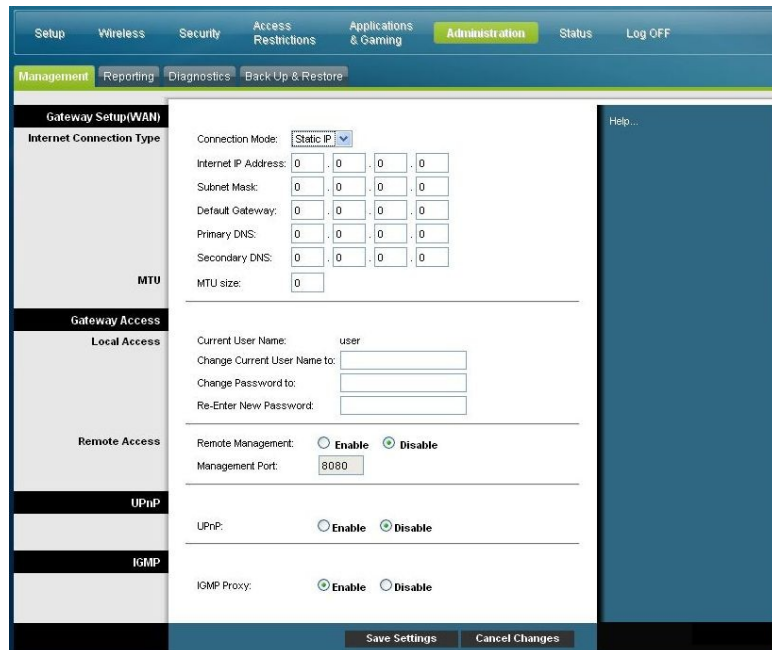 Setup Wireless Security Access Restrictions Applications & Gaming Administration Status Log OFF
Management Reporting Diagnostics Back Up & Restore
Gateway Setup(WAN)
Help...
Internet Connection Type
Connection Mode: Static IP
Internet IP Address: 0 . 0 . 0 . 0
Subnet Mask: 0 . 0 . 0 . 0
Default Gateway: 0 . 0 . 0 . 0
Primary DNS: 0 . 0 . 0 . 0
Secondary DNS: 0 . 0 . 0 . 0
MTU
MTU size: 0
Gateway Access
Local Access
Current User Name: user
Change Current User Name to:
Change Password to:
Re-Enter New Password:
Remote Access
Remote Management: Enable Disable
Management Port: 8080
UPnP
UPnP: Enable Disable
IGMP
IGMP Proxy: Enable Disable
Save Settings Cancel Changes